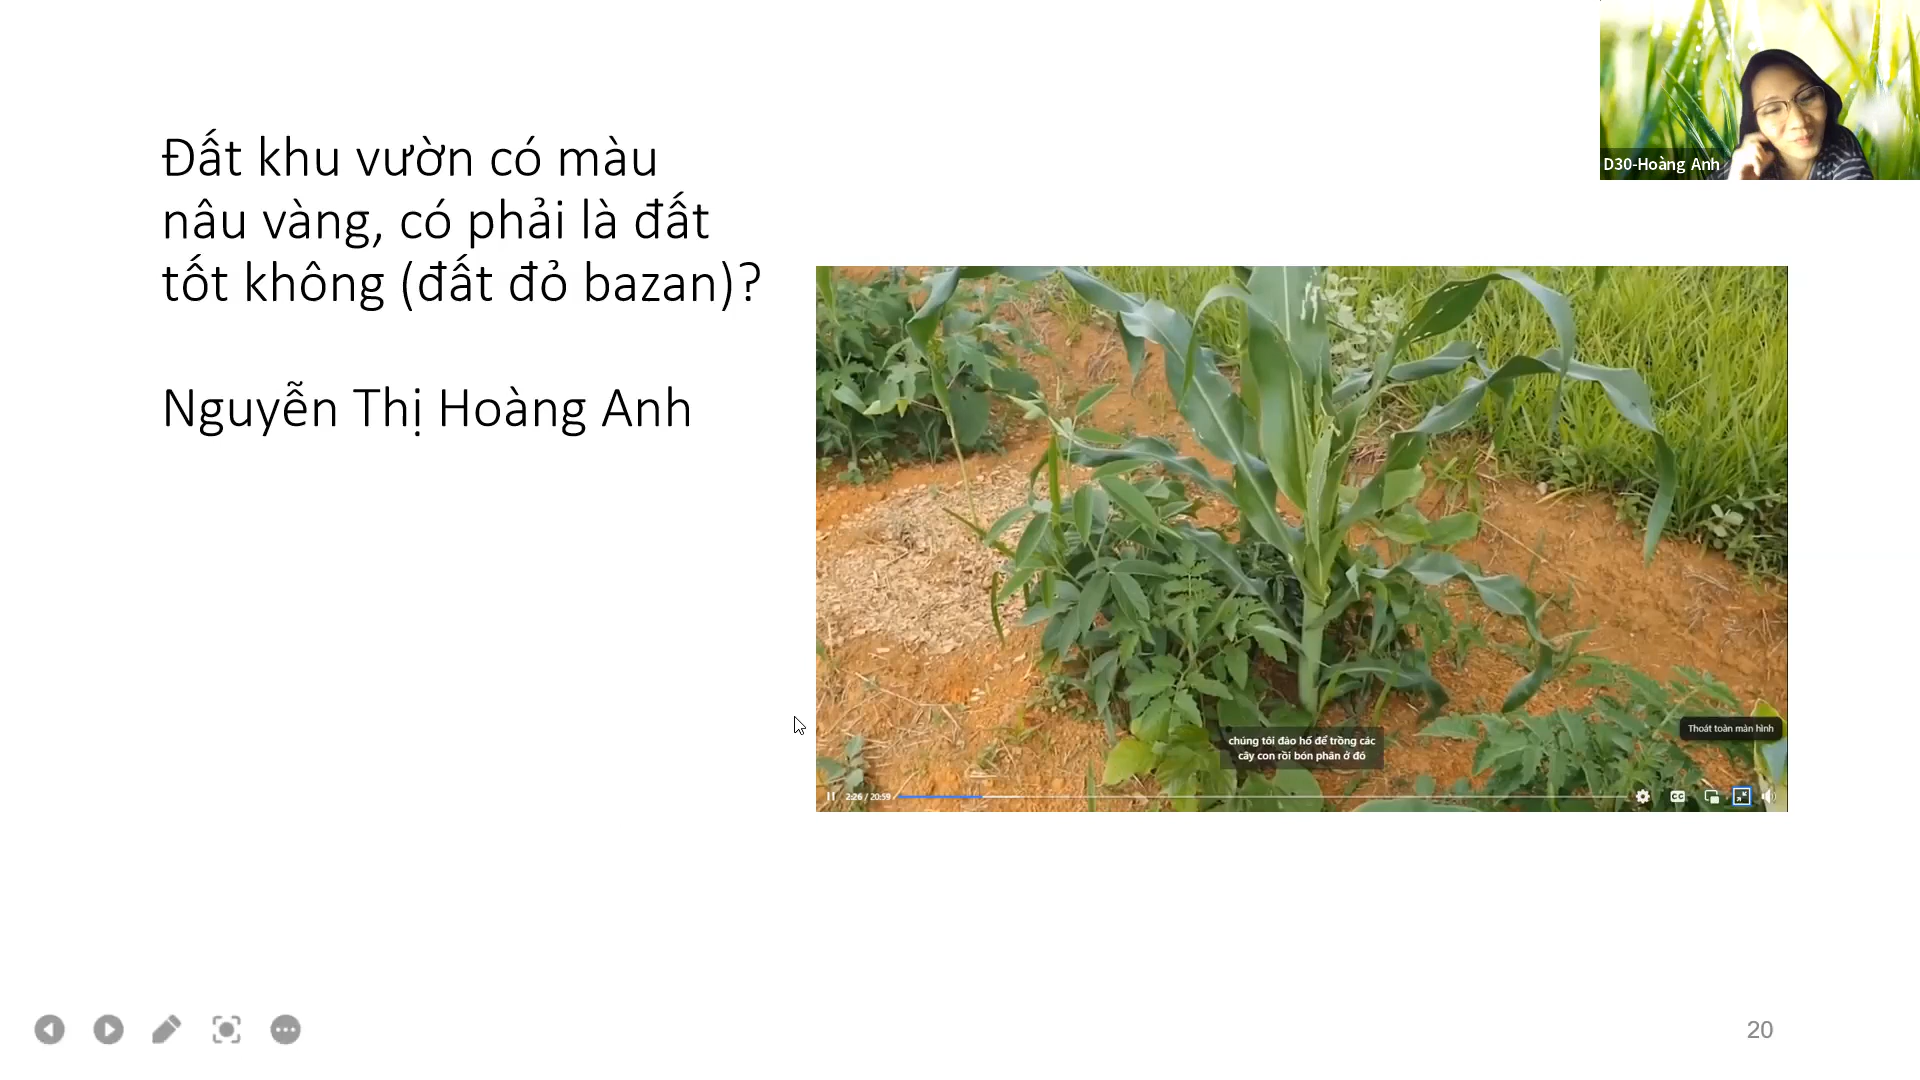 Đất khu vườn có màu
nâu vàng, có phải là đất
tốt không (đất đỏ bazan)?
Nguyễn Thị Hoàng Anh
D30-Hoàng Anh
chúng tôi đào hố để trồng các
cây con rồi bón phân ở đó
Thoát toàn màn hình
2:26 / 20:59
CC
20